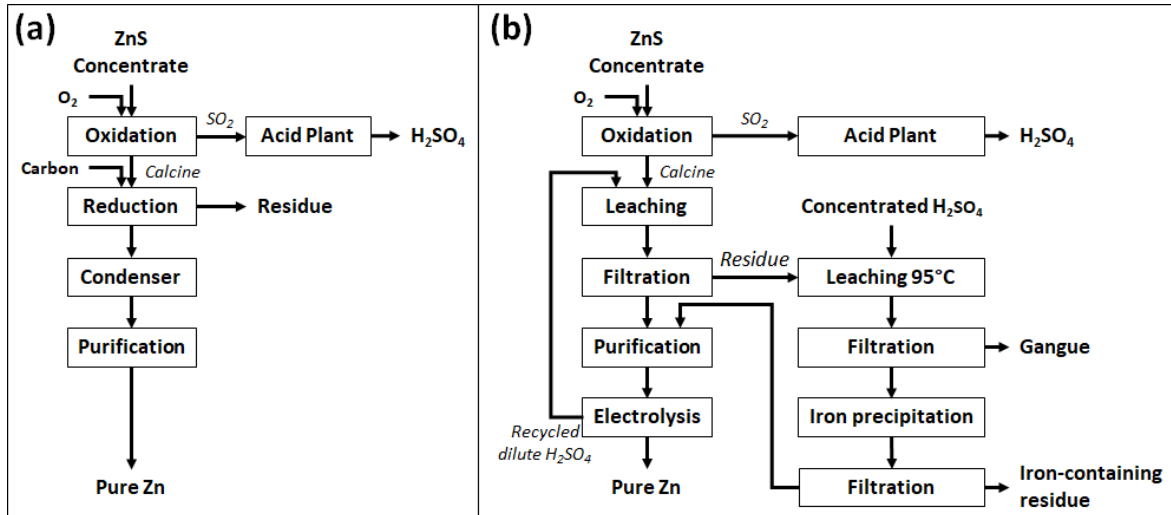 (a)
ZnS
Concentrate
O₂
Oxidation
SO₂
Acid Plant
H₂SO₄
Carbon
Calcine
Reduction
Residue
Condenser
Purification
Pure Zn
(b)
ZnS
Concentrate
O₂
Oxidation
SO₂
Acid Plant
H₂SO₄
Calcine
Leaching
Concentrated H₂SO₄
Filtration
Residue
Leaching 95°C
Purification
Filtration
Gangue
Electrolysis
Iron precipitation
Recycled
dilute H₂SO₄
Pure Zn
Filtration
Iron-containing
residue